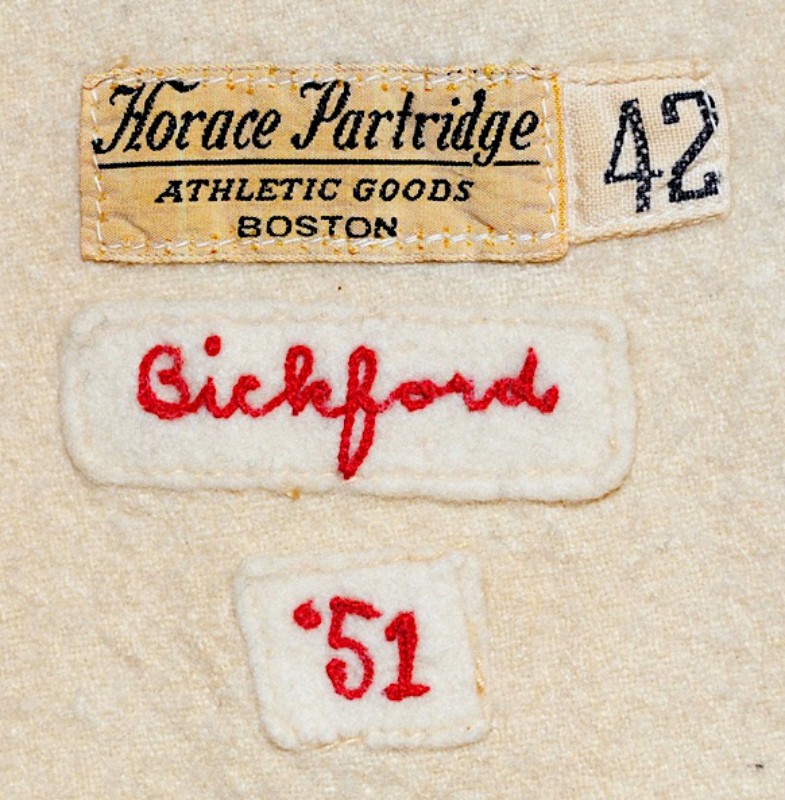 Horace Partridge
ATHLETIC GOODS
BOSTON
42
Bickford
'51